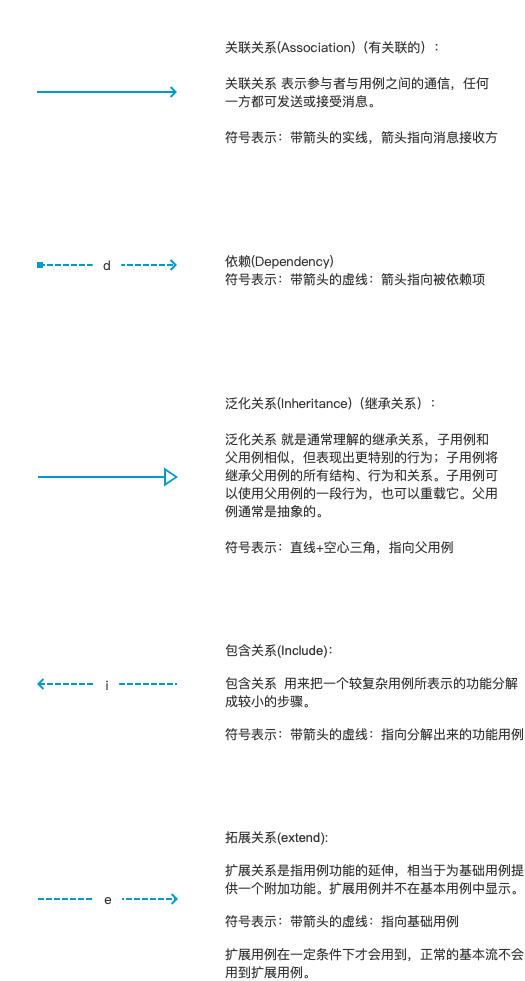 关联关系(Association)（有关联的）:
关联关系 表示参与者与用例之间的通信，任何
一方都可发送或接受消息。
符号表示：带箭头的实线，箭头指向消息接收方
d
依赖(Dependency)
符号表示：带箭头的虚线：箭头指向被依赖项
泛化关系(Inheritance)（继承关系）:
泛化关系 就是通常理解的继承关系，子用例和
父用例相似，但表现出更特别的行为；子用例将
继承父用例的所有结构、行为和关系。子用例可
以使用父用例的一段行为，也可以重载它。父用
例通常是抽象的。
符号表示：直线+空心三角，指向父用例
包含关系(Include):
包含关系  用来把一个较复杂用例所表示的功能分解
成较小的步骤。
i
符号表示：带箭头的虚线：指向分解出来的功能用例
拓展关系(extend):
扩展关系是指用例功能的延伸，相当于为基础用例提
供一个附加功能。扩展用例并不在基本用例中显示。
e
符号表示：带箭头的虚线：指向基础用例
扩展用例在一定条件下才会用到，正常的基本流不会
用到扩展用例。